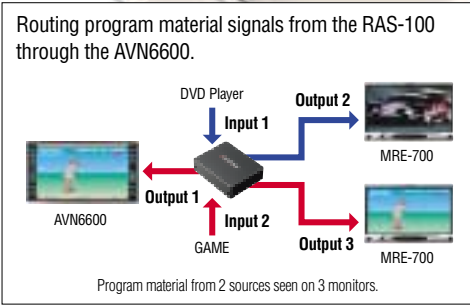 Routing program material signals from the RAS-100
through the AVN6600.
DVD Player
Input 1
Output 2
MRE-700
AVN6600
Output 1
Input 2
GAME
Output 3
MRE-700
Program material from 2 sources seen on 3 monitors.